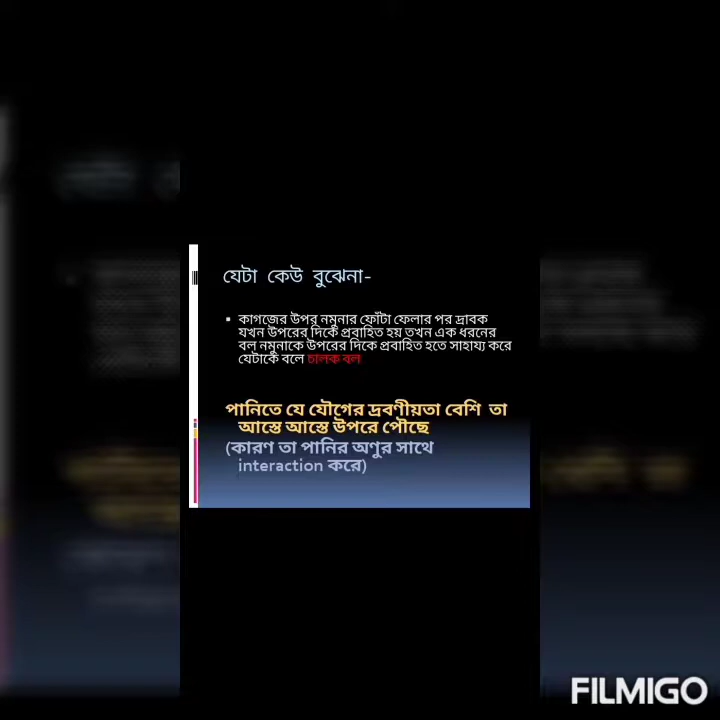 যেটা কেউ বুঝেনা-
▪ কাগজের উপর নমুনার ফোঁটা ফেলার পর দ্রাবক
যখন উপরের দিকে প্রবাহিত হয় তখন এক ধরনের
বল নমুনাকে উপরের দিকে প্রবাহিত হতে সাহায্য করে
যেটাকে বলে চালক বল
পানিতে যে যৌগের দ্রবণীয়তা বেশি তা
আস্তে আস্তে উপরে পৌছে
(কারণ তা পানির অণুর সাথে
interaction করে)
FILMIGO